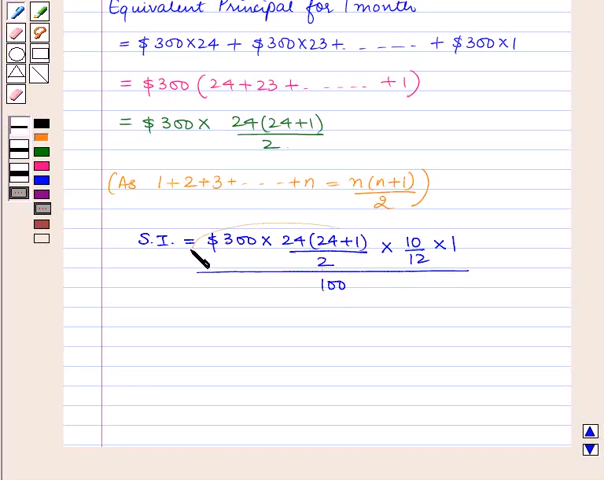 Equivalent Principal for 1 month
= $300×24 + $300×23+ . ..... . + $300×1
= $300 (24+23 +. ..... . +1)
= $300 × 24(24+1)/2
(As 1+2+3+ . ... +n = n(n+1)/2)
S.I. = $300 × 24(24+1)/2 × 10/12 × 1
100